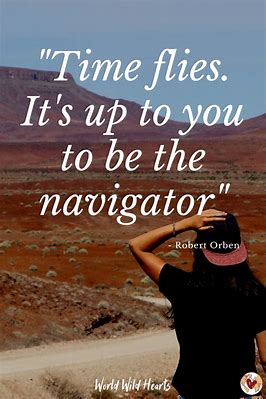 "Time flies.
It's up to you
to be the
navigator"
- Robert Orben
World Wild Hearts